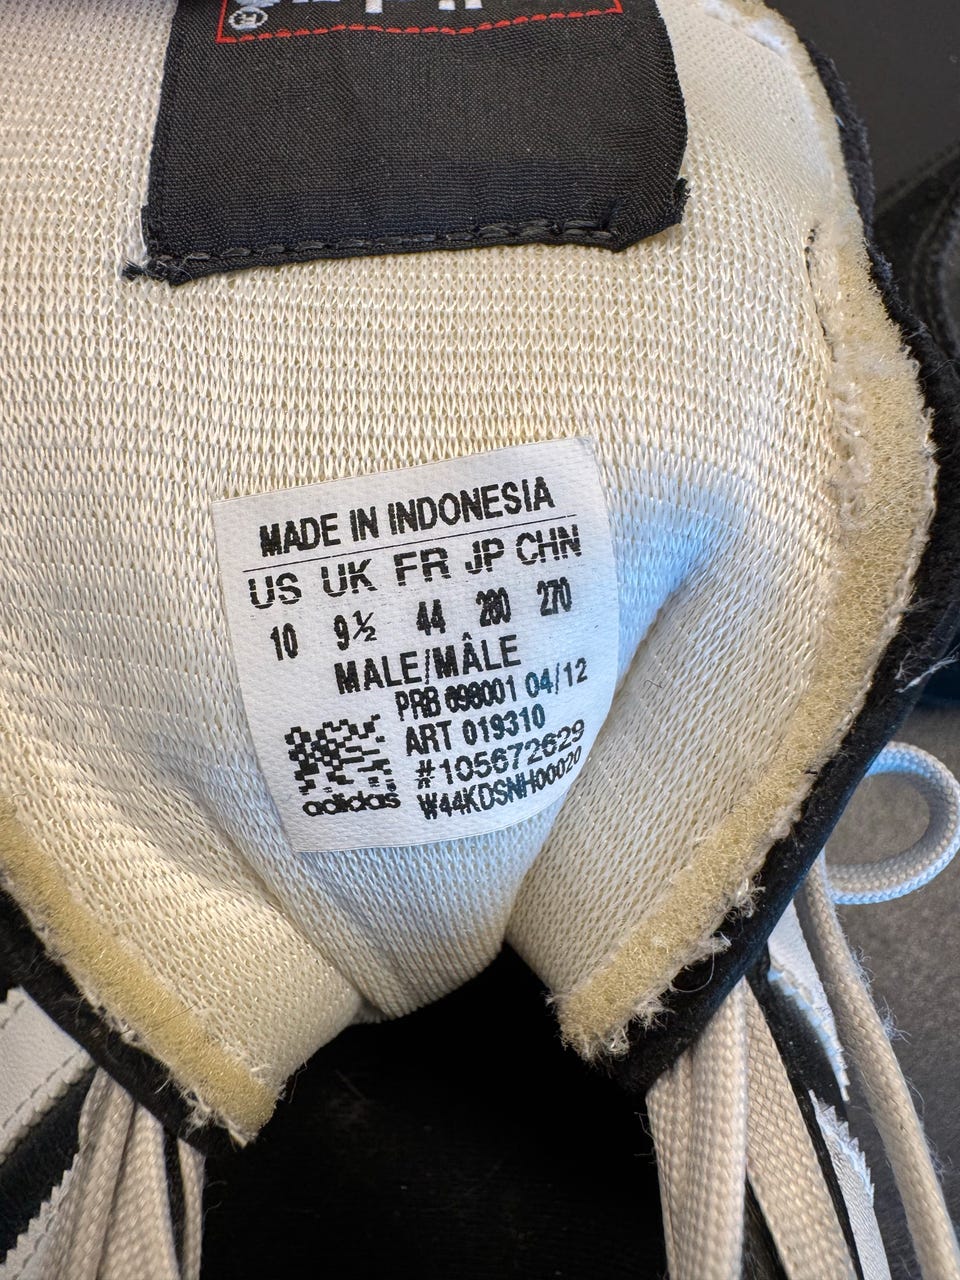 ®
MADE IN INDONESIA
US UK FR JP CHN
10 9½ 44 280 270
MALE/MÂLE
PRB 698001 04/12
ART 019310
#105672629
adidas W44KDSNH00020